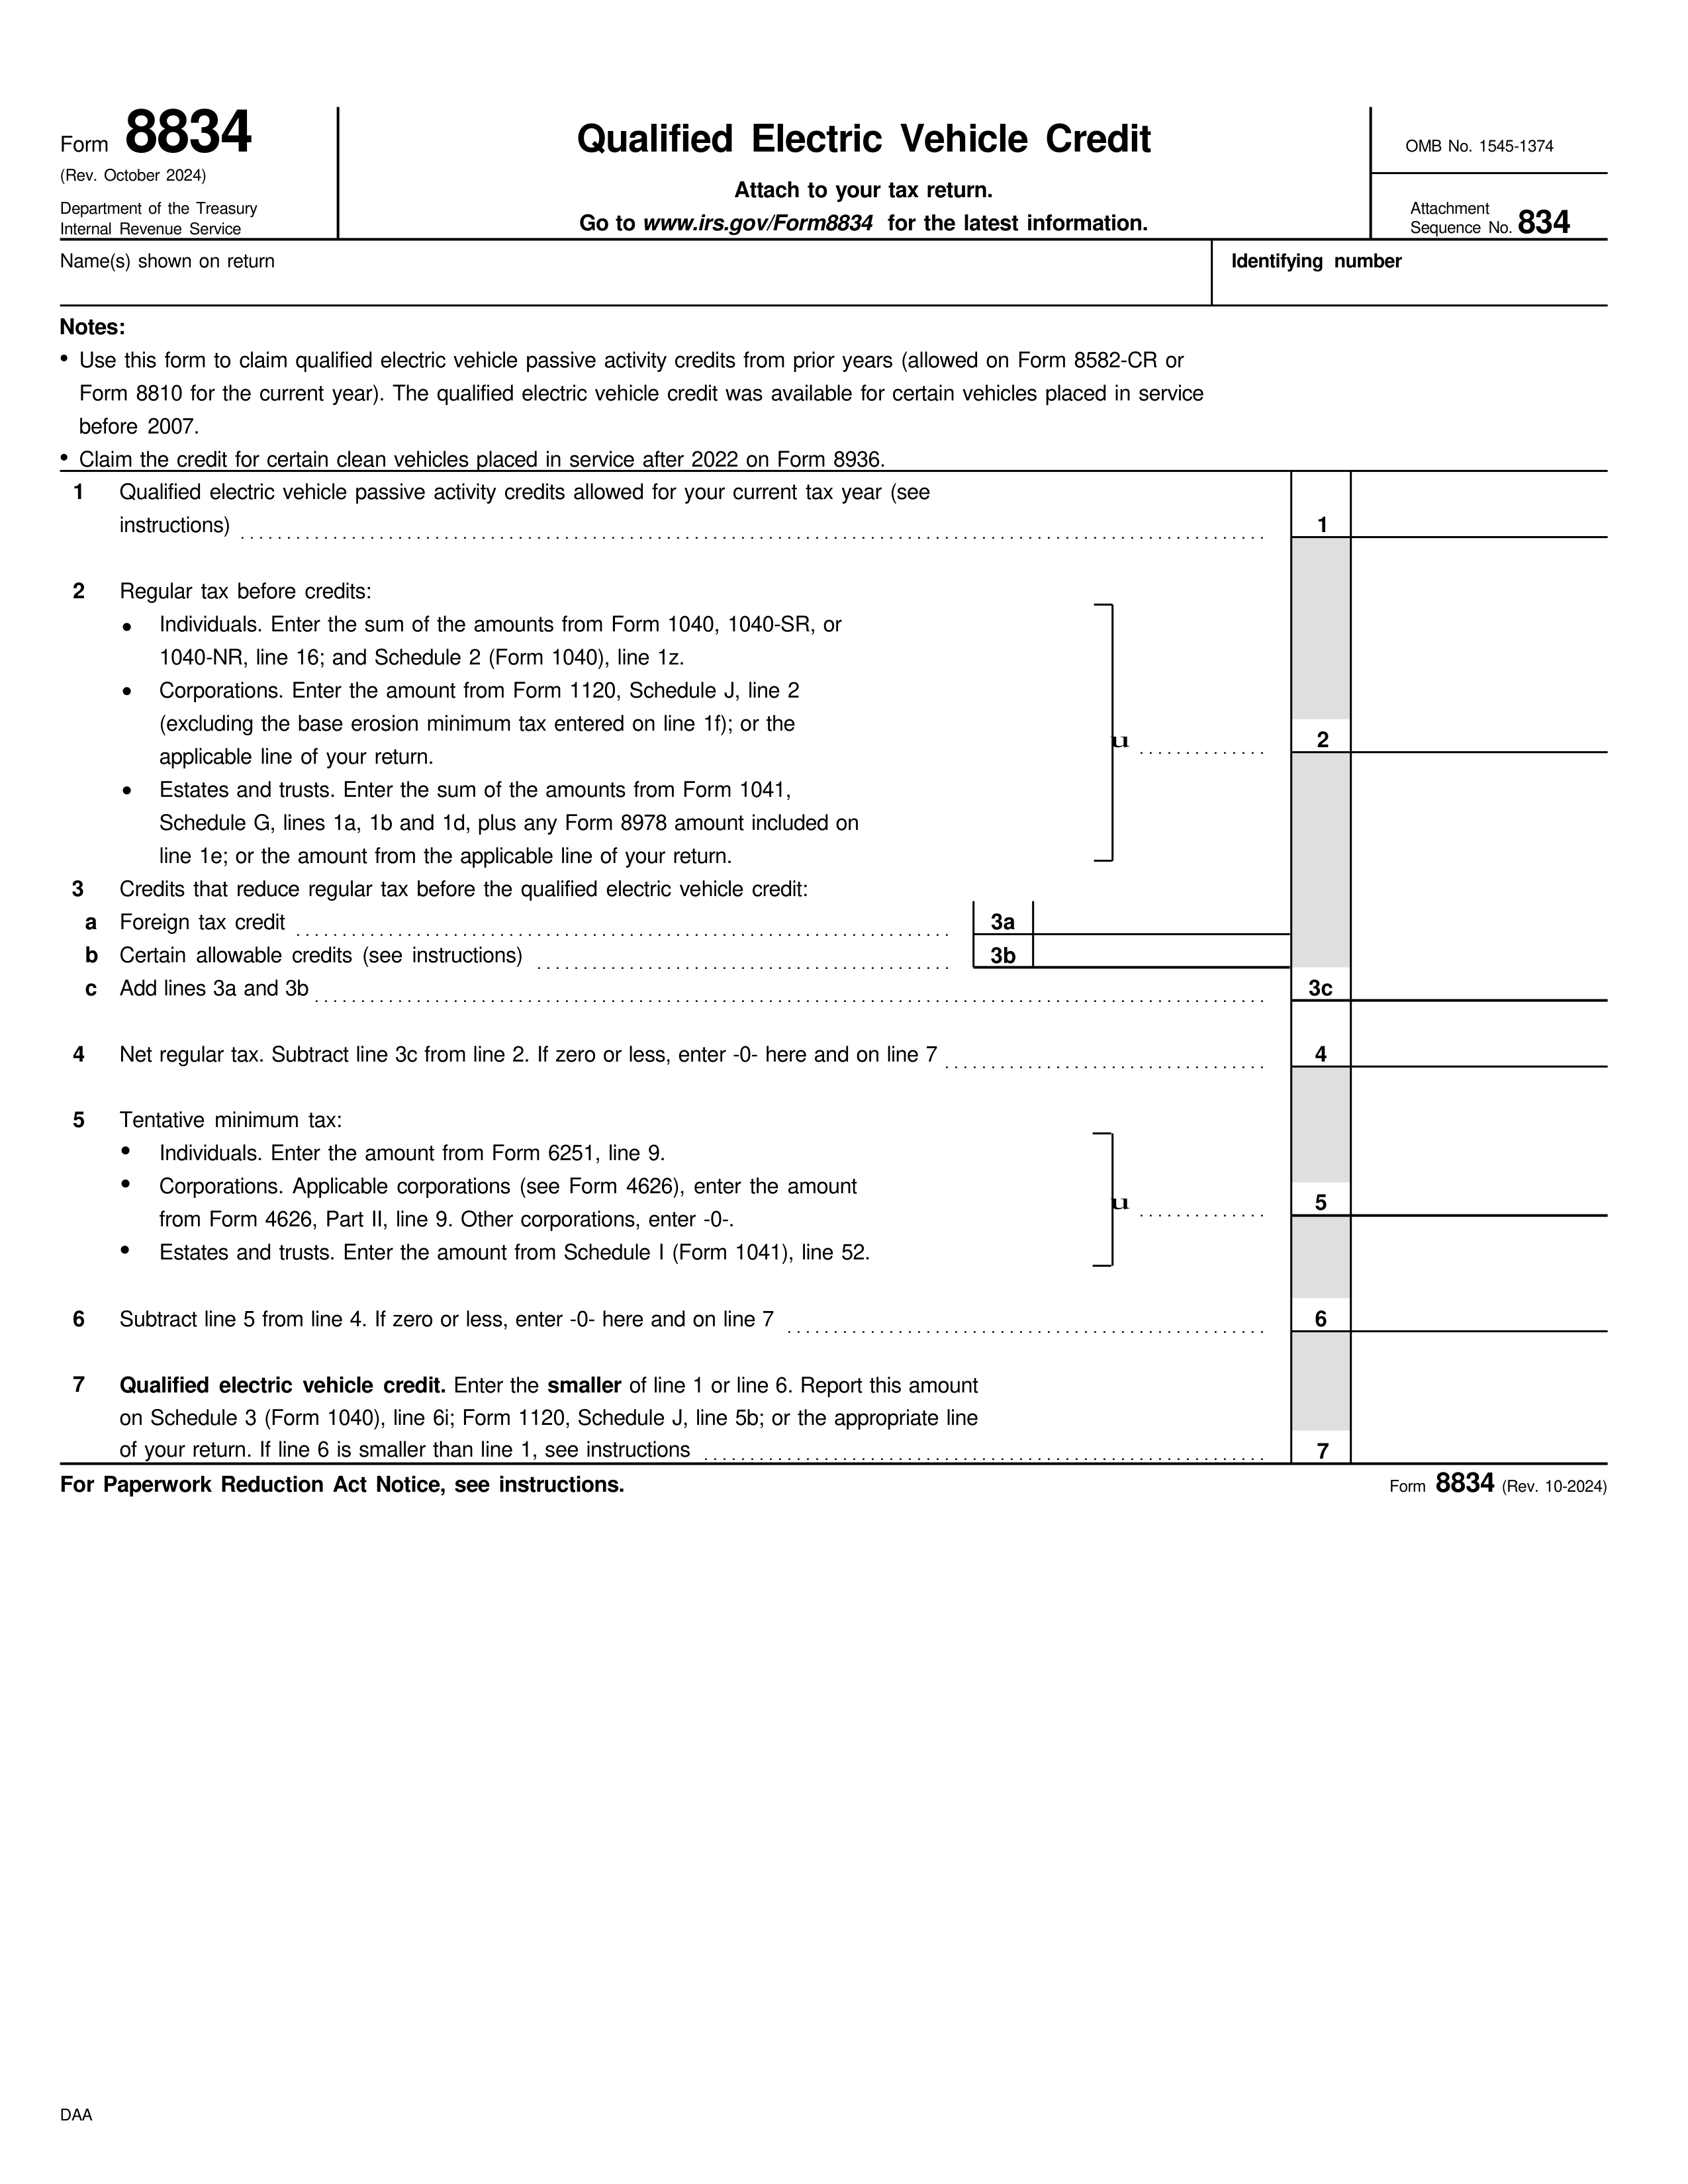 Form 8834
(Rev. October 2024)
Department of the Treasury
Internal Revenue Service
Qualified Electric Vehicle Credit
Attach to your tax return.
Go to www.irs.gov/Form8834 for the latest information.
OMB No. 1545-1374
Attachment
Sequence No. 834
Name(s) shown on return
Identifying number
Notes:
• Use this form to claim qualified electric vehicle passive activity credits from prior years (allowed on Form 8582-CR or
Form 8810 for the current year). The qualified electric vehicle credit was available for certain vehicles placed in service
before 2007.
• Claim the credit for certain clean vehicles placed in service after 2022 on Form 8936.
1 Qualified electric vehicle passive activity credits allowed for your current tax year (see
instructions) 1
2 Regular tax before credits:
• Individuals. Enter the sum of the amounts from Form 1040, 1040-SR, or
1040-NR, line 16; and Schedule 2 (Form 1040), line 1z.
• Corporations. Enter the amount from Form 1120, Schedule J, line 2
(excluding the base erosion minimum tax entered on line 1f); or the
u 2
applicable line of your return.
• Estates and trusts. Enter the sum of the amounts from Form 1041,
Schedule G, lines 1a, 1b and 1d, plus any Form 8978 amount included on
line 1e; or the amount from the applicable line of your return.
3 Credits that reduce regular tax before the qualified electric vehicle credit:
a Foreign tax credit 3a
b Certain allowable credits (see instructions) 3b
c Add lines 3a and 3b 3c
4 Net regular tax. Subtract line 3c from line 2. If zero or less, enter -0- here and on line 7 4
5 Tentative minimum tax:
• Individuals. Enter the amount from Form 6251, line 9.
• Corporations. Applicable corporations (see Form 4626), enter the amount
u 5
from Form 4626, Part II, line 9. Other corporations, enter -0-.
• Estates and trusts. Enter the amount from Schedule I (Form 1041), line 52.
6 Subtract line 5 from line 4. If zero or less, enter -0- here and on line 7 6
7 Qualified electric vehicle credit. Enter the smaller of line 1 or line 6. Report this amount
on Schedule 3 (Form 1040), line 6i; Form 1120, Schedule J, line 5b; or the appropriate line
of your return. If line 6 is smaller than line 1, see instructions 7
For Paperwork Reduction Act Notice, see instructions.
Form 8834 (Rev. 10-2024)
DAA